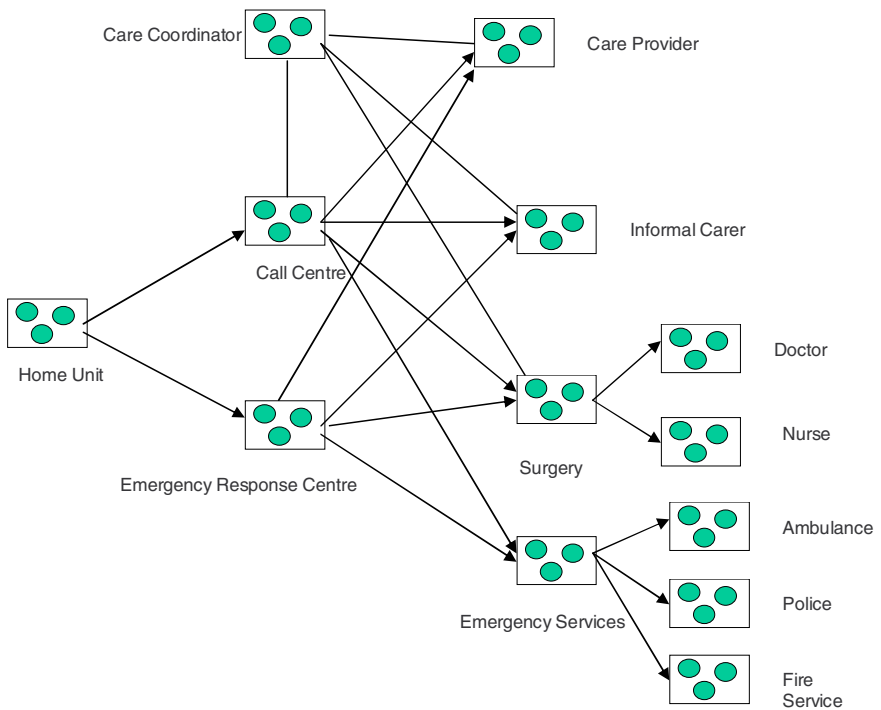 Care Coordinator
Care Provider
Informal Carer
Call Centre
Home Unit
Doctor
Nurse
Surgery
Emergency Response Centre
Ambulance
Police
Emergency Services
Fire
Service